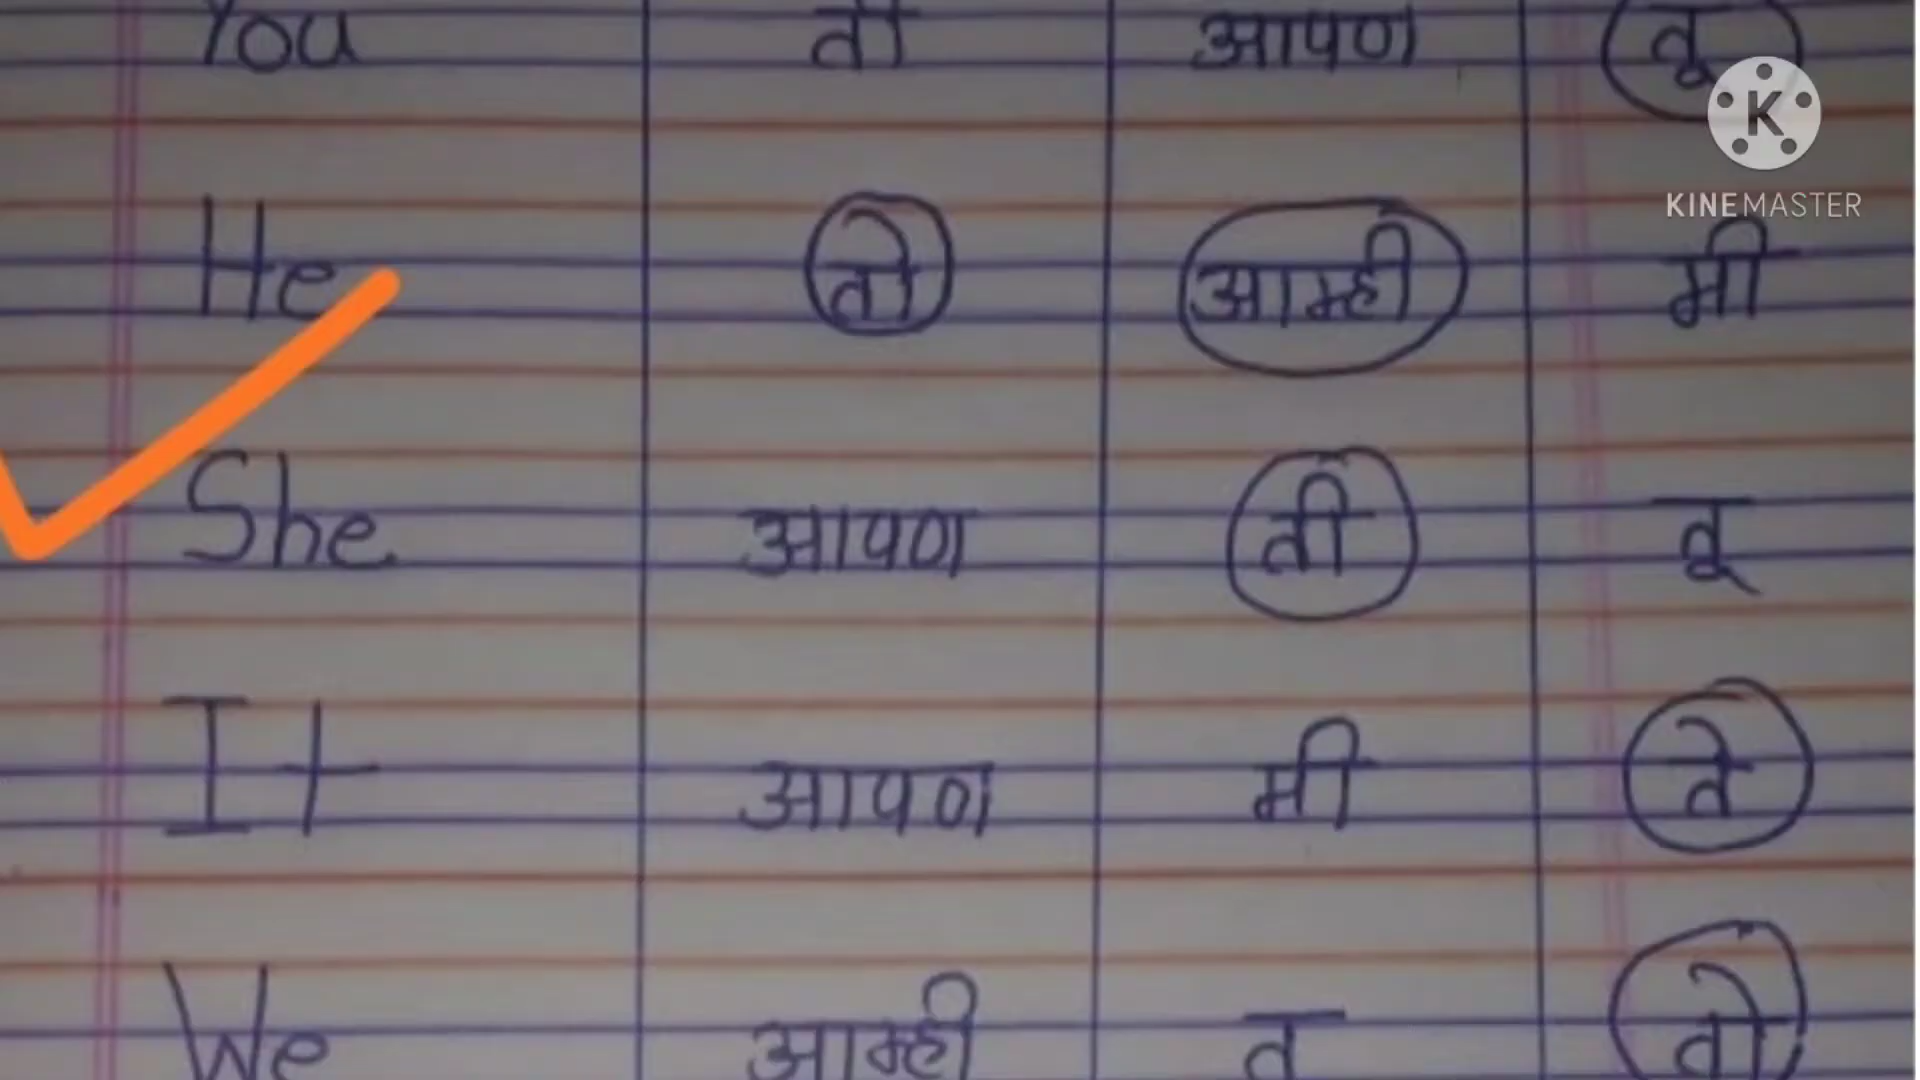 You ती आपण तू
K
KINEMASTER
He तो आम्ही मी
She आपण ती तू
It आपण मी ते
We आम्ही त तो